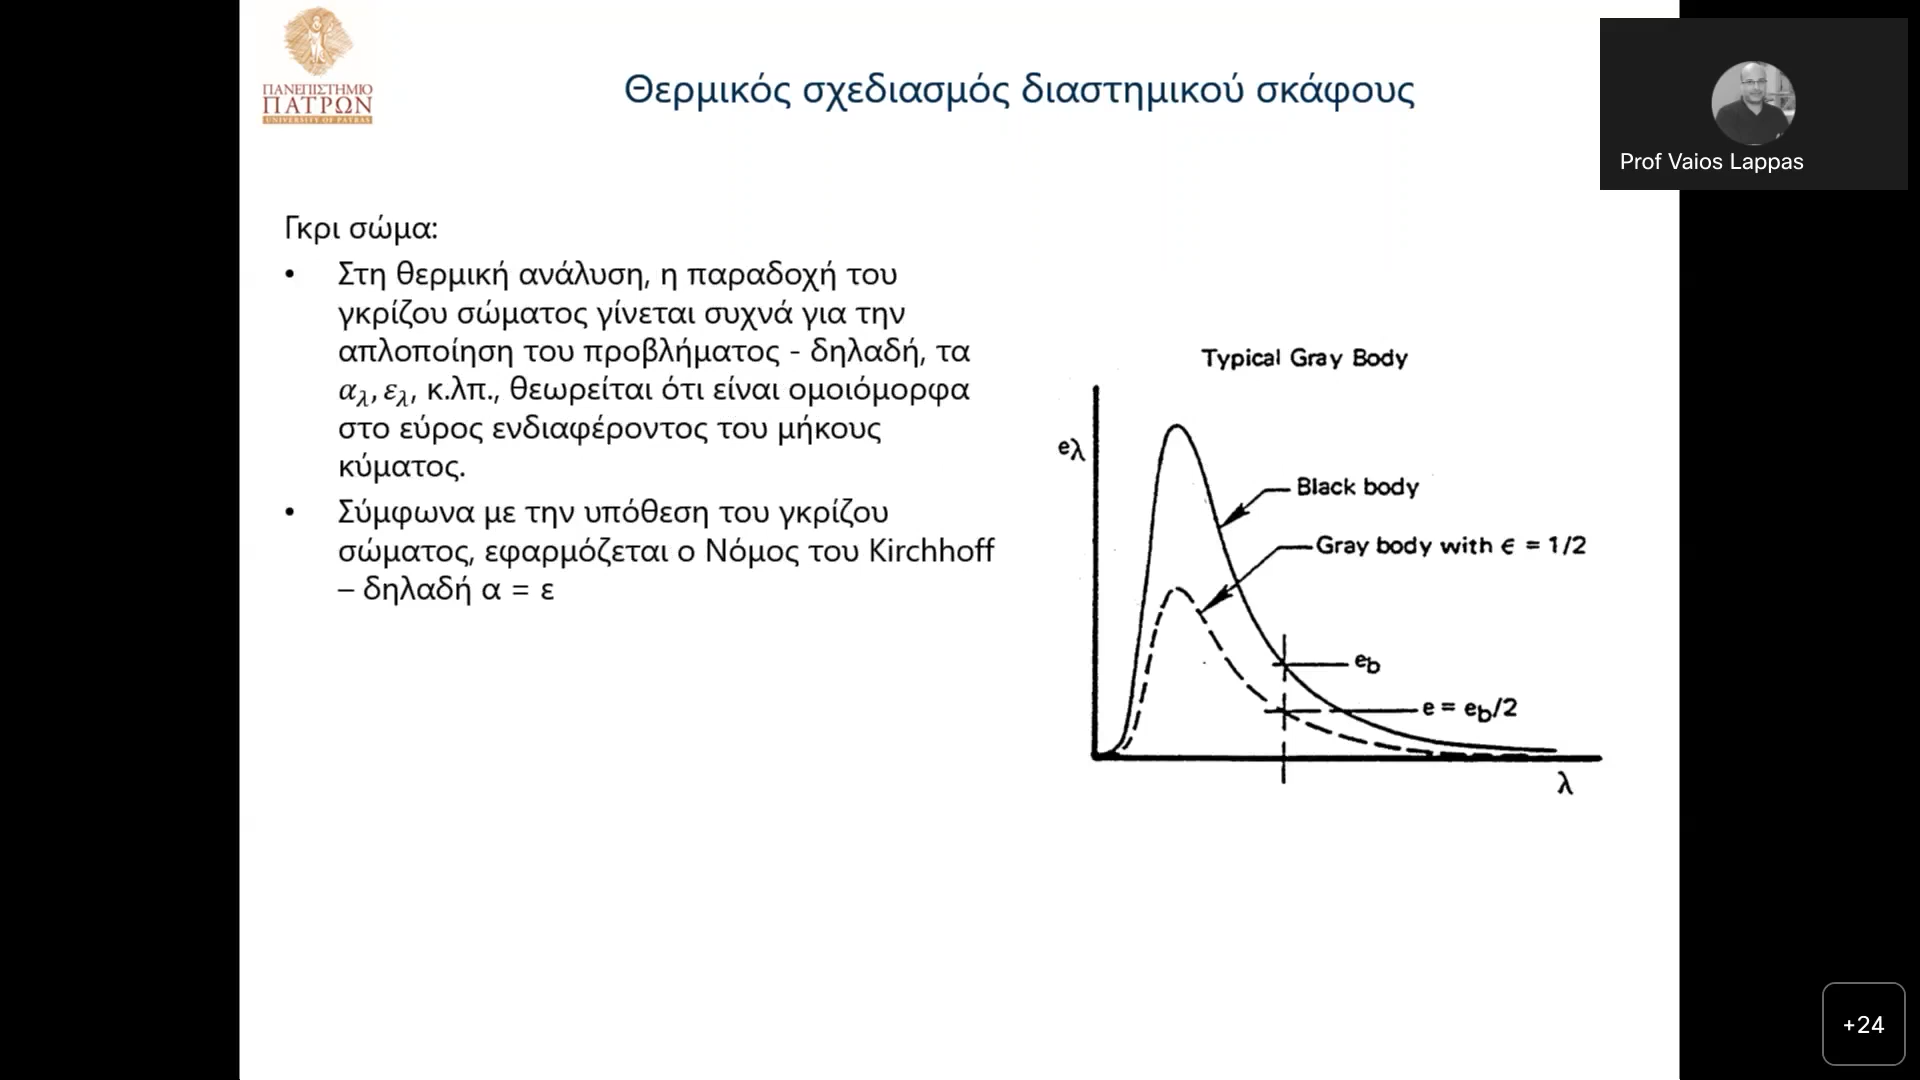 ΠΑΝΕΠΙΣΤΗΜΙΟ
ΠΑΤΡΩΝ
UNIVERSITY OF PATRAS
Θερμικός σχεδιασμός διαστημικού σκάφους
Prof Vaios Lappas
Γκρι σώμα:
• Στη θερμική ανάλυση, η παραδοχή του
γκρίζου σώματος γίνεται συχνά για την
απλοποίηση του προβλήματος - δηλαδή, τα
αλ, ελ, κ.λπ., θεωρείται ότι είναι ομοιόμορφα
στο εύρος ενδιαφέροντος του μήκους
κύματος.
• Σύμφωνα με την υπόθεση του γκρίζου
σώματος, εφαρμόζεται ο Νόμος του Kirchhoff
– δηλαδή α = ε
Typical Gray Body
eλ
Black body
Gray body with ϵ = 1/2
eb
e = eb/2
λ
+24